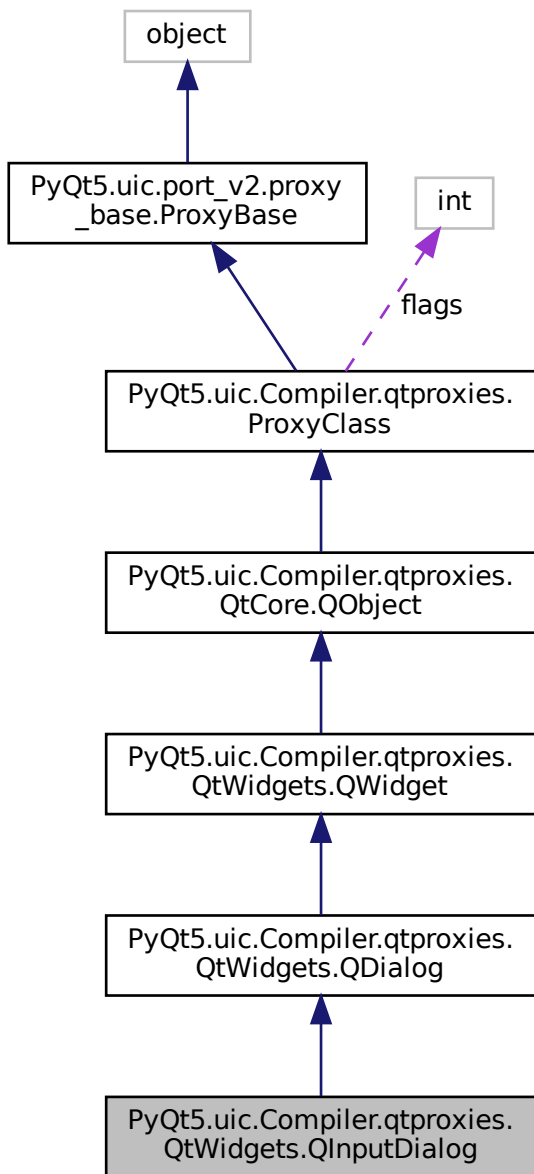 object
PyQt5.uic.port_v2.proxy
_base.ProxyBase
int
flags
PyQt5.uic.Compiler.qtproxies.
ProxyClass
PyQt5.uic.Compiler.qtproxies.
QtCore.QObject
PyQt5.uic.Compiler.qtproxies.
QtWidgets.QWidget
PyQt5.uic.Compiler.qtproxies.
QtWidgets.QDialog
PyQt5.uic.Compiler.qtproxies.
QtWidgets.QInputDialog